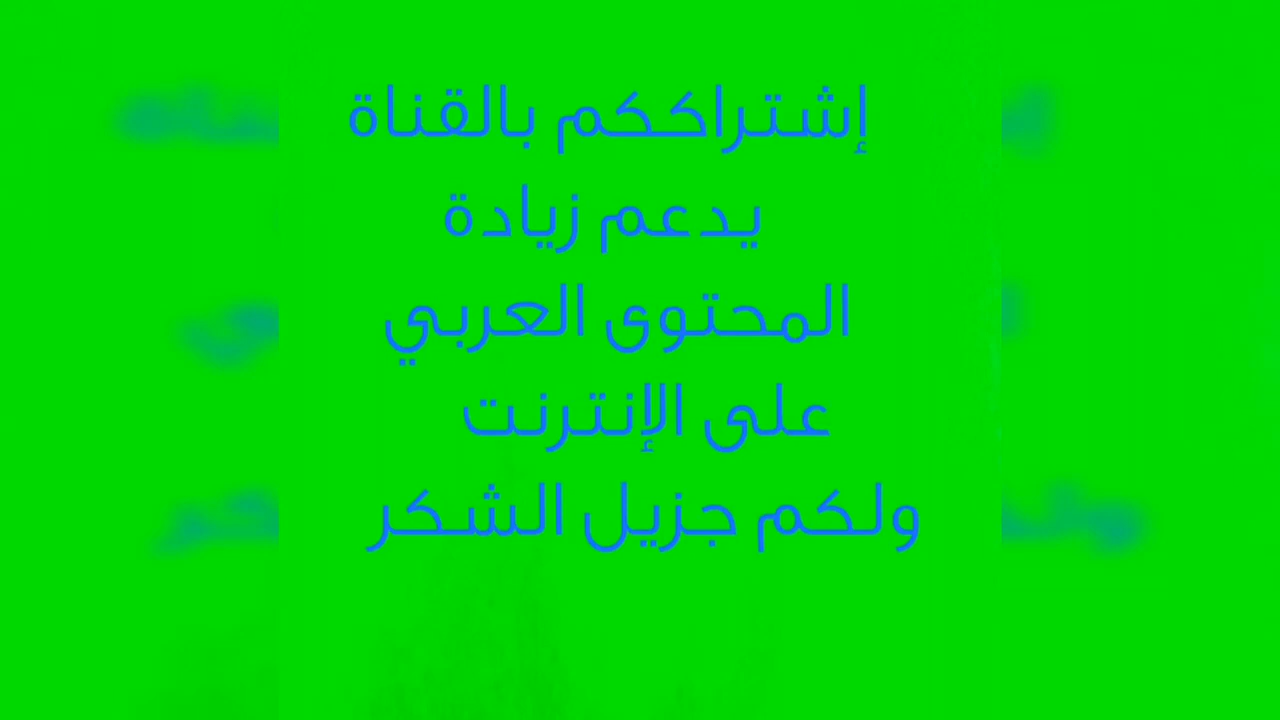 إشتراككم بالقناة
يدعم زيادة
المحتوى العربي
على الإنترنت
ولكم جزيل الشكر